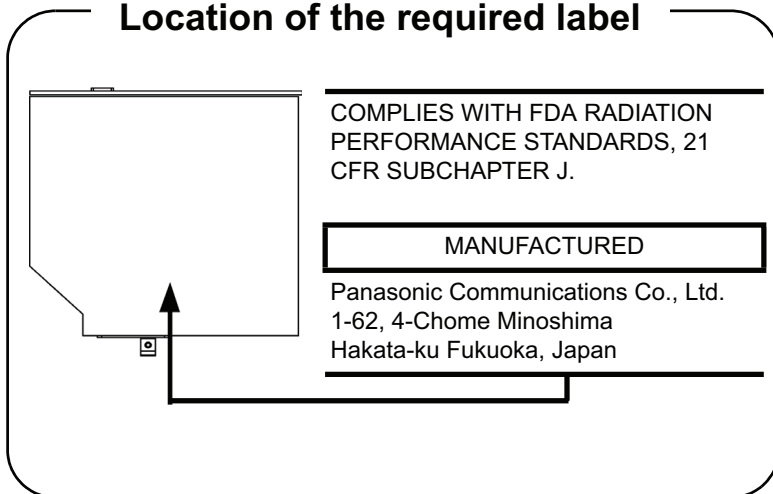 Location of the required label
COMPLIES WITH FDA RADIATION
PERFORMANCE STANDARDS, 21
CFR SUBCHAPTER J.
MANUFACTURED
Panasonic Communications Co., Ltd.
1-62, 4-Chome Minoshima
Hakata-ku Fukuoka, Japan